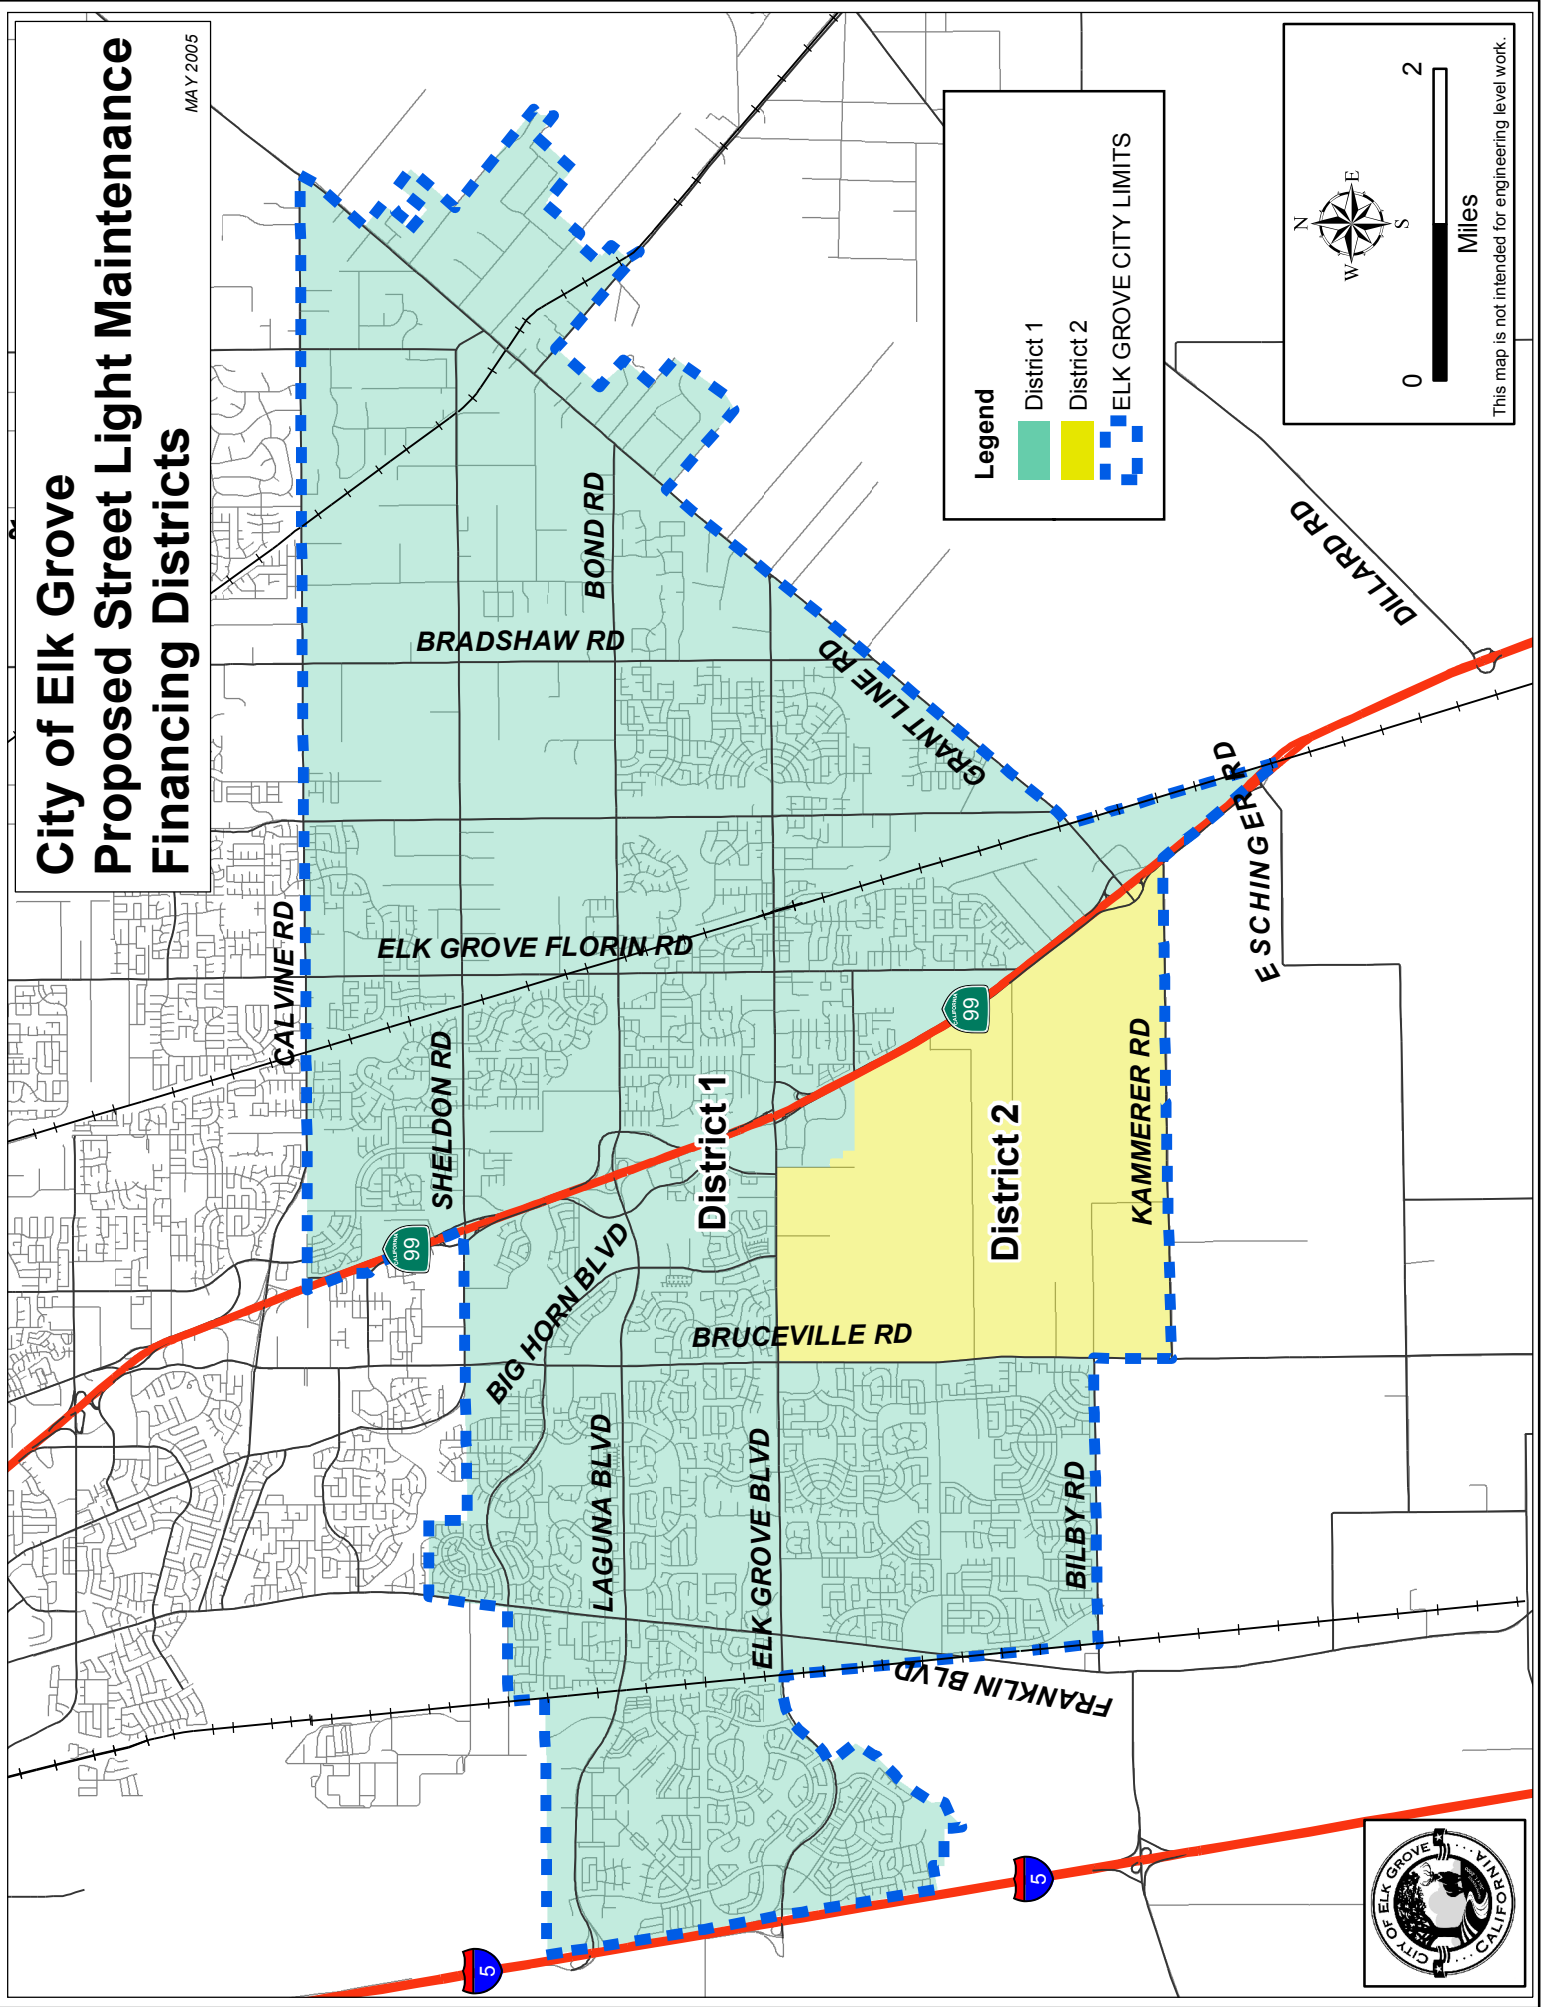 City of Elk Grove
Proposed Street Light Maintenance
Financing Districts
MAY 2005
CALVINE RD
SHELDON RD
BOND RD
BRADSHAW RD
ELK GROVE FLORIN RD
GRANT LINE RD
BIG HORN BLVD
LAGUNA BLVD
ELK GROVE BLVD
BRUCEVILLE RD
BILBY RD
FRANKLIN BLVD
KAMMERER RD
E SCHINGER RD
DILLARD RD
District 1
District 2
CALIFORNIA
99
CALIFORNIA
99
5
5
Legend
District 1
District 2
ELK GROVE CITY LIMITS
N
W
E
S
0
2
Miles
This map is not intended for engineering level work.
CITY OF ELK GROVE
CALIFORNIA